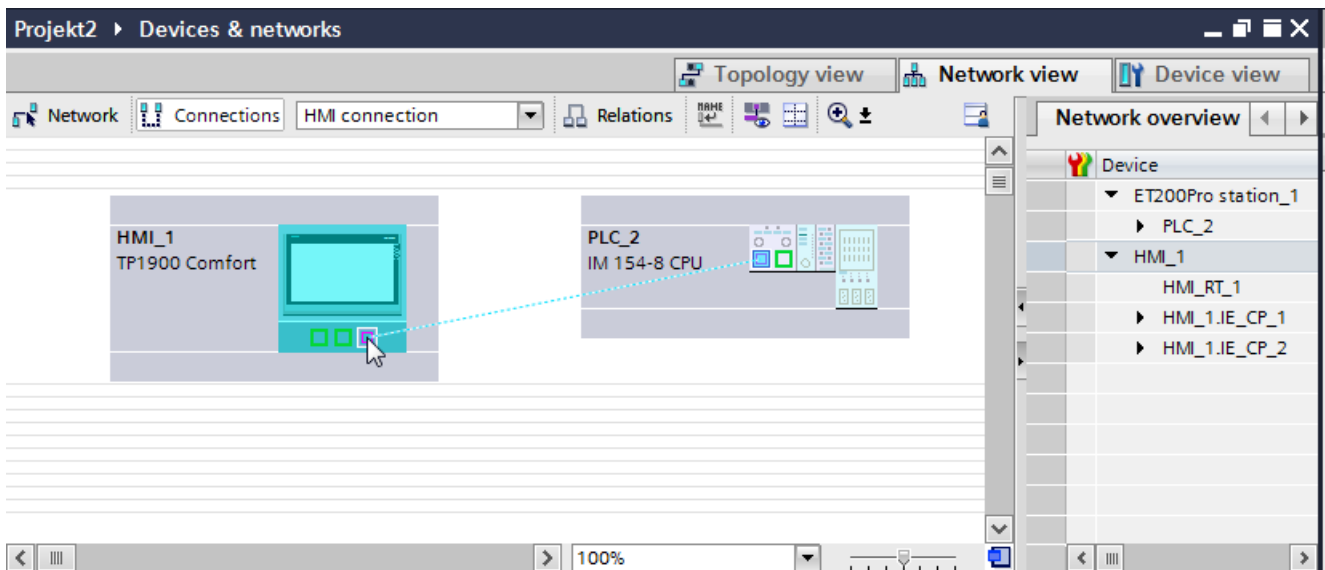 Projekt2 ▸ Devices & networks
Topology view Network view Device view
Network Connections HMI connection Relations NAME Network overview
Device
ET200Pro station_1
PLC_2
HMI_1
HMI_RT_1
HMI_1.IE_CP_1
HMI_1.IE_CP_2
HMI_1
TP1900 Comfort
PLC_2
IM 154-8 CPU
100%